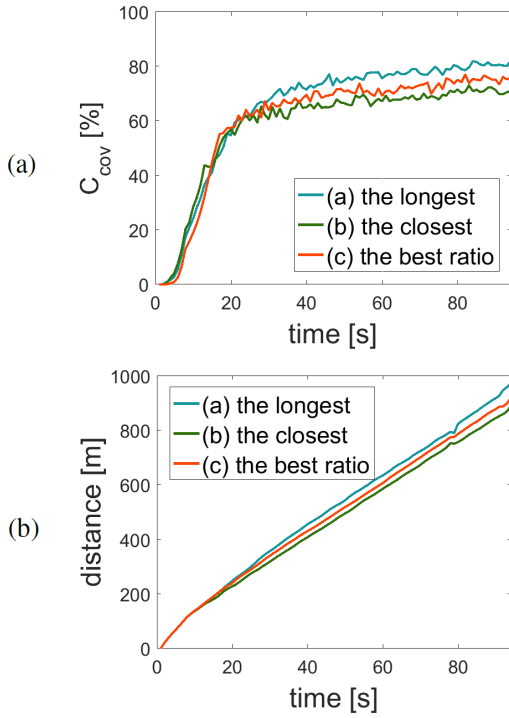 (a)
C_cov [%]
100
80
60
40
20
0
(a) the longest
(b) the closest
(c) the best ratio
0 20 40 60 80
time [s]
(b)
distance [m]
1000
800
600
400
200
0
(a) the longest
(b) the closest
(c) the best ratio
0 20 40 60 80
time [s]